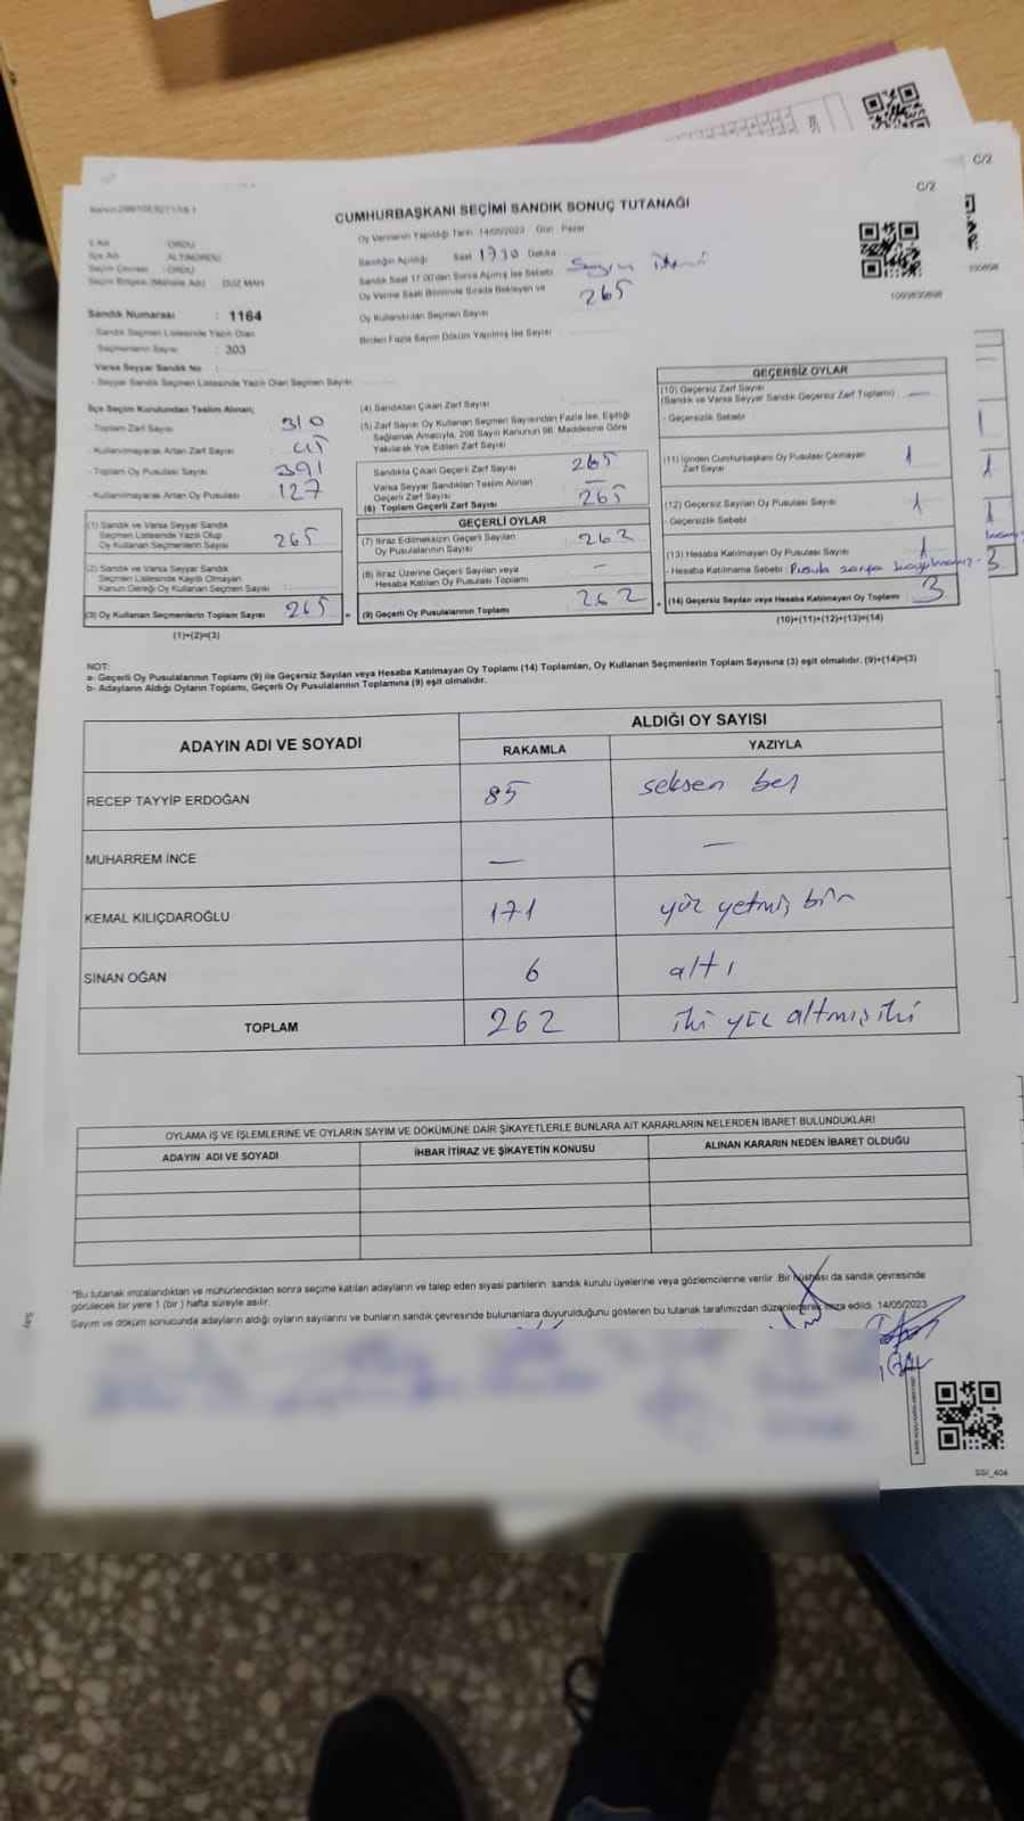 C/2
C/2
CUMHURBAŞKANI SEÇİMİ SANDIK SONUÇ TUTANAĞI
Oy Vermenin Yapıldığı Tarih: 14/05/2023 Gün: Pazar
İl Adı : ORDU
İlçe Adı : ALTINORDU
Seçim Çevresi : ORDU
Sandığın Açıldığı Saat 17 30 Dakika
Sandık Saat 17.00'dan Sonra Açılmış İse Sebebi
Oy Verme Saati Bitiminde Sırada Bekleyen ve
265
Oy Kullandırılan Seçmen Sayısı
Birden Fazla Sayım Döküm Yapılmış İse Sayısı
Sandık Numarası : 1164
- Sandık Seçmen Listesinde Yazılı Olan
Seçmenlerin Sayısı : 303
Varsa Seyyar Sandık No
- Seyyar Sandık Seçmen Listesinde Yazılı Olan Seçmen Sayısı
İlçe Seçim Kurulundan Teslim Alınan;
- Toplam Zarf Sayısı 310
- Kullanılmayarak Artan Zarf Sayısı
- Toplam Oy Pusulası Sayısı 391
- Kullanılmayarak Artan Oy Pusulası 127
(1) Sandık ve Varsa Seyyar Sandık
Seçmen Listesinde Yazılı Olup
Oy Kullanan Seçmenlerin Sayısı 265
(2) Sandık ve Varsa Seyyar Sandık
Seçmen Listesinde Kayıtlı Olmayan
Kanun Gereği Oy Kullanan Seçmen Sayısı
(3) Oy Kullanan Seçmenlerin Toplam Sayısı 265
(1)+(2)=(3)
(4) Sandıktan Çıkan Zarf Sayısı
(5) Zarf Sayısı Oy Kullanan Seçmen Sayısından Fazla İse, Eşitliği
Sağlamak Amacıyla, 298 Sayılı Kanunun 98. Maddesine Göre
Yakılarak Yok Edilen Zarf Sayısı
Sandıkta Çıkan Geçerli Zarf Sayısı 265
Varsa Seyyar Sandıktan Teslim Alınan
Geçerli Zarf Sayısı —
(6) Toplam Geçerli Zarf Sayısı 265
GEÇERLİ OYLAR
(7) İtiraz Edilmeksizin Geçerli Sayılan
Oy Pusulalarının Sayısı 262
(8) İtiraz Üzerine Geçerli Sayılan veya
Hesaba Katılan Oy Pusulası Toplamı —
(9) Geçerli Oy Pusulalarının Toplamı 262
GEÇERSİZ OYLAR
(10) Geçersiz Zarf Sayısı
(Sandık ve Varsa Seyyar Sandık Geçersiz Zarf Toplamı) —
- Geçersizlik Sebebi
(11) İçinden Cumhurbaşkanı Oy Pusulası Çıkmayan
Zarf Sayısı 1
(12) Geçersiz Sayılan Oy Pusulası Sayısı 1
- Geçersizlik Sebebi
(13) Hesaba Katılmayan Oy Pusulası Sayısı 1
- Hesaba Katılmama Sebebi : Pusula
(14) Geçersiz Sayılan veya Hesaba Katılmayan Oy Toplamı 3
(10)+(11)+(12)+(13)=(14)
NOT:
a- Geçerli Oy Pusulalarının Toplamı (9) ile Geçersiz Sayılan veya Hesaba Katılmayan Oy Toplamı (14) Toplamları, Oy Kullanan Seçmenlerin Toplam Sayısına (3) eşit olmalıdır. (9)+(14)=(3)
b- Adayların Aldığı Oyların Toplamı, Geçerli Oy Pusulalarının Toplamına (9) eşit olmalıdır.
ADAYIN ADI VE SOYADI
ALDIĞI OY SAYISI
RAKAMLA YAZIYLA
RECEP TAYYİP ERDOĞAN 85 seksen beş
MUHARREM İNCE — —
KEMAL KILIÇDAROĞLU 171 yüz yetmiş bir
SİNAN OĞAN 6 altı
TOPLAM 262 iki yüz altmış iki
OYLAMA İŞ VE İŞLEMLERİNE VE OYLARIN SAYIM VE DÖKÜMÜNE DAİR ŞİKAYETLERLE BUNLARA AİT KARARLARIN NELERDEN İBARET BULUNDUKLARI
ADAYIN ADI VE SOYADI İHBAR İTİRAZ VE ŞİKAYETİN KONUSU ALINAN KARARIN NEDEN İBARET OLDUĞU
*Bu tutanak imzalandıktan ve mühürlendikten sonra seçime katılan adayların ve talep eden siyasi partilerin sandık kurulu üyelerine veya gözlemcilerine verilir. Bir nüshası da sandık çevresinde
görülecek bir yere 1 (bir) hafta süreyle asılır.
Sayım ve döküm sonucunda adayların aldığı oyların sayılarını ve bunların sandık çevresinde bulunanlara duyurulduğunu gösteren bu tutanak tarafımızdan düzenlenerek imza edildi. 14/05/2023